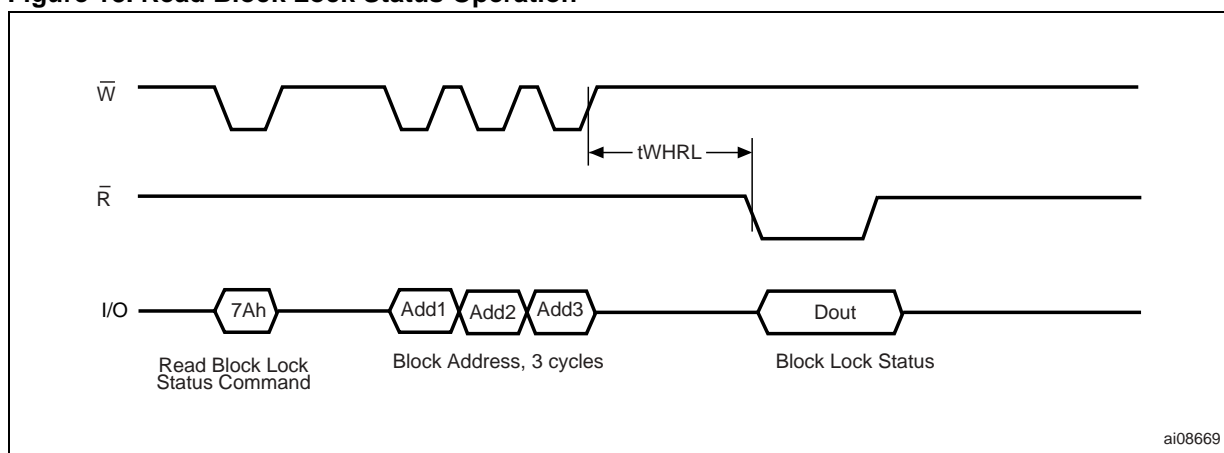 Figure 18. Read Block Lock Status Operation
W
tWHRL
R
I/O
7Ah
Add1
Add2
Add3
Dout
Read Block Lock
Status Command
Block Address, 3 cycles
Block Lock Status
ai08669